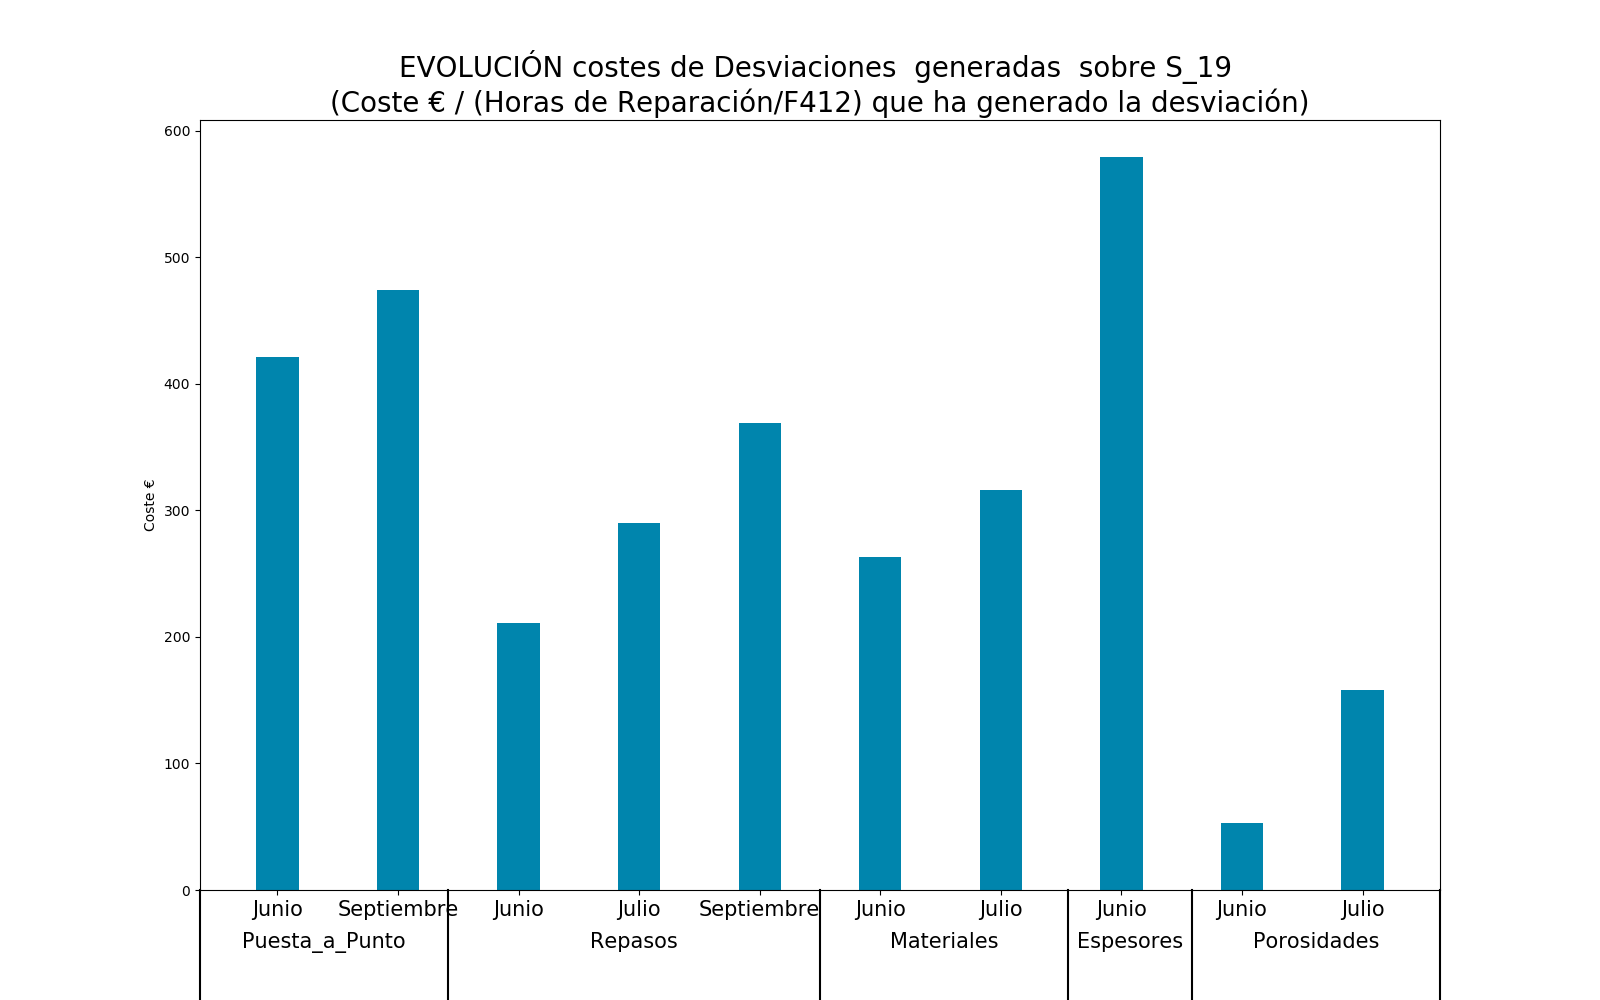 EVOLUCIÓN costes de Desviaciones  generadas  sobre S_19
(Coste € / (Horas de Reparación/F412) que ha generado la desviación)
600
500
400
300
200
100
0
Coste €
Junio Septiembre Junio Julio Septiembre Junio Julio Junio Junio Julio
Puesta_a_Punto Repasos Materiales Espesores Porosidades